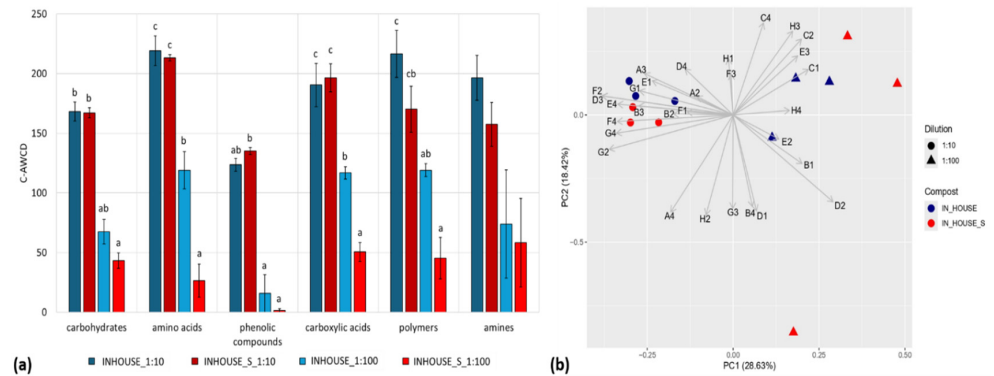 250
200
150
100
50
0
C-AWCD
b b ab a
c c b a
ab b a a
c c b a
c cb ab a
carbohydrates amino acids phenolic compounds carboxylic acids polymers amines
INHOUSE_1:10 INHOUSE_S_1:10 INHOUSE_1:100 INHOUSE_S_1:100
(a)
C4
H3
C2
E3
H1
C1
A3 D4
F3
E1
G1
F2
A2
D3
E4
B3 F1 H4
B2
F4
G4
E2
G2
B1
D2
A4 H2 G3 B4 D1
0.0
−0.5
PC2 (18.42%)
−0.25 0.00 0.25 0.50
PC1 (28.63%)
Dilution
1:10
1:100
Compost
IN_HOUSE
IN_HOUSE_S
(b)